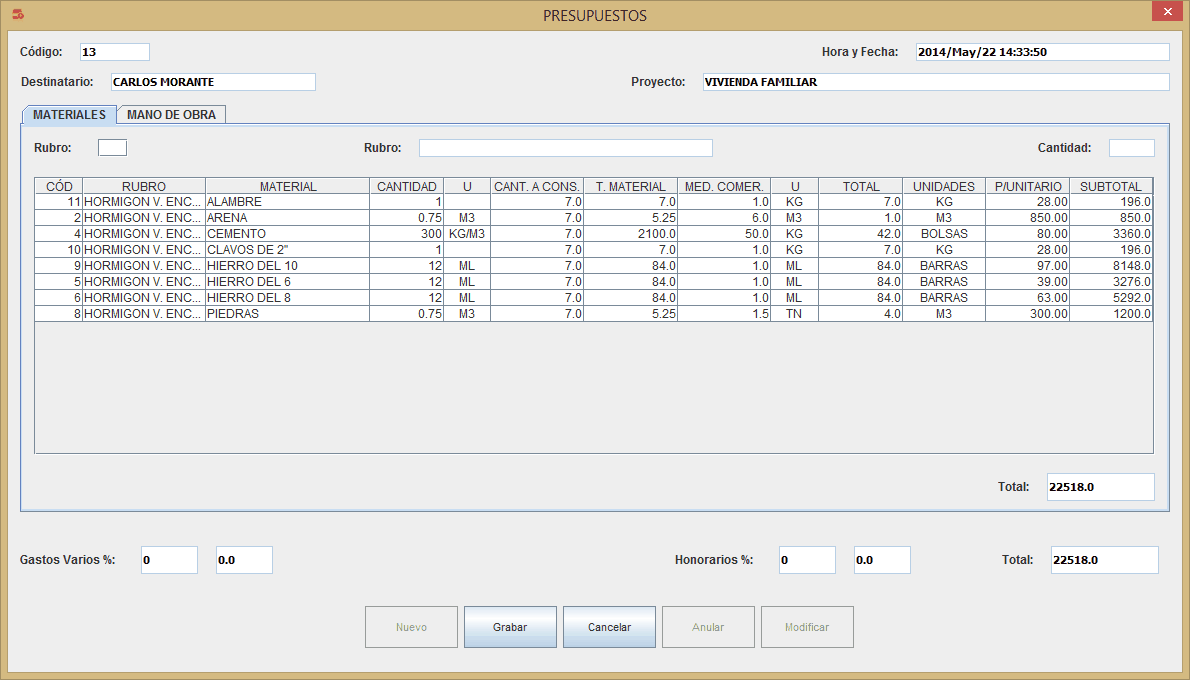 PRESUPUESTOS
Código: 13 Hora y Fecha: 2014/May/22 14:33:50
Destinatario: CARLOS MORANTE Proyecto: VIVIENDA FAMILIAR
MATERIALES MANO DE OBRA
Rubro: Rubro: Cantidad:
CÓD RUBRO MATERIAL CANTIDAD U CANT. A CONS. T. MATERIAL MED. COMER. U TOTAL UNIDADES P/UNITARIO SUBTOTAL
11 HORMIGON V. ENC... ALAMBRE 1 7.0 7.0 1.0 KG 7.0 KG 28.00 196.0
2 HORMIGON V. ENC... ARENA 0.75 M3 7.0 5.25 6.0 M3 1.0 M3 850.00 850.0
4 HORMIGON V. ENC... CEMENTO 300 KG/M3 7.0 2100.0 50.0 KG 42.0 BOLSAS 80.00 3360.0
10 HORMIGON V. ENC... CLAVOS DE 2" 1 7.0 7.0 1.0 KG 7.0 KG 28.00 196.0
9 HORMIGON V. ENC... HIERRO DEL 10 12 ML 7.0 84.0 1.0 ML 84.0 BARRAS 97.00 8148.0
5 HORMIGON V. ENC... HIERRO DEL 6 12 ML 7.0 84.0 1.0 ML 84.0 BARRAS 39.00 3276.0
6 HORMIGON V. ENC... HIERRO DEL 8 12 ML 7.0 84.0 1.0 ML 84.0 BARRAS 63.00 5292.0
8 HORMIGON V. ENC... PIEDRAS 0.75 M3 7.0 5.25 1.5 TN 4.0 M3 300.00 1200.0
Total: 22518.0
Gastos Varios %: 0 0.0 Honorarios %: 0 0.0 Total: 22518.0
Nuevo Grabar Cancelar Anular Modificar